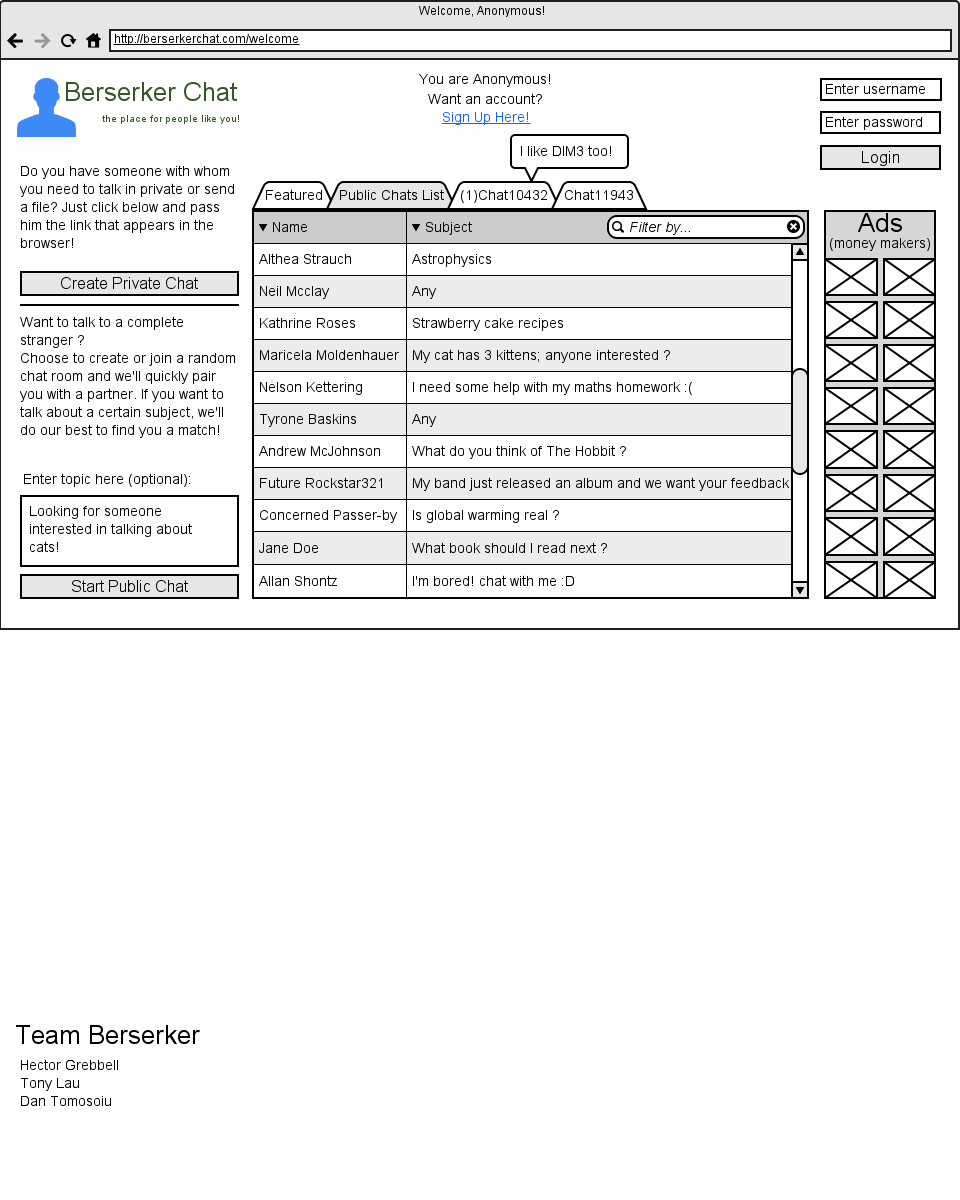 Welcome, Anonymous!
http://berserkerchat.com/welcome
Berserker Chat
the place for people like you!
You are Anonymous!
Want an account?
Sign Up Here!
Enter username
Enter password
Login
Do you have someone with whom
you need to talk in private or send
a file? Just click below and pass
him the link that appears in the
browser!
Create Private Chat
Want to talk to a complete
stranger ?
Choose to create or join a random
chat room and we'll quickly pair
you with a partner. If you want to
talk about a certain subject, we'll
do our best to find you a match!
Enter topic here (optional):
Looking for someone
interested in talking about
cats!
Start Public Chat
I like DIM3 too!
Featured Public Chats List (1)Chat10432 Chat11943
Name Subject Filter by...
Althea Strauch Astrophysics
Neil Mcclay Any
Kathrine Roses Strawberry cake recipes
Maricela Moldenhauer My cat has 3 kittens; anyone interested ?
Nelson Kettering I need some help with my maths homework :(
Tyrone Baskins Any
Andrew McJohnson What do you think of The Hobbit ?
Future Rockstar321 My band just released an album and we want your feedback
Concerned Passer-by Is global warming real ?
Jane Doe What book should I read next ?
Allan Shontz I'm bored! chat with me :D
Ads
(money makers)
Team Berserker
Hector Grebbell
Tony Lau
Dan Tomosoiu